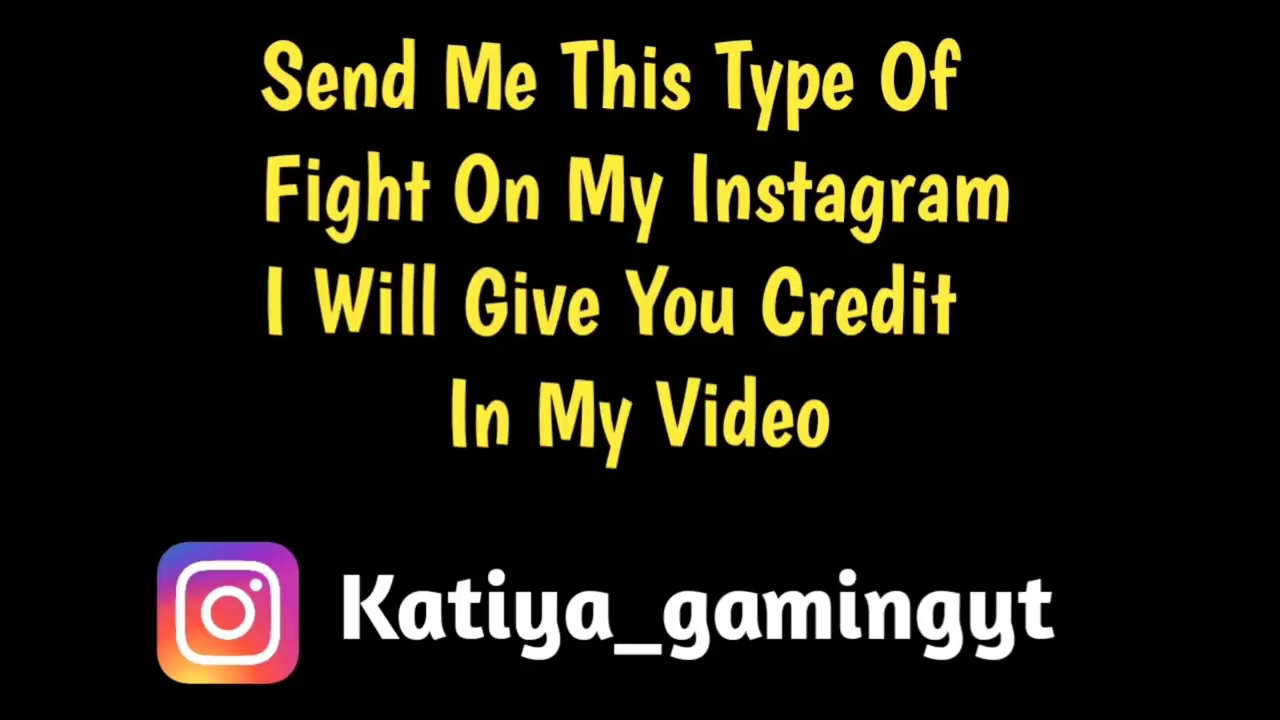 Send Me This Type Of
Fight On My Instagram
I Will Give You Credit
In My Video
Katiya_gamingyt